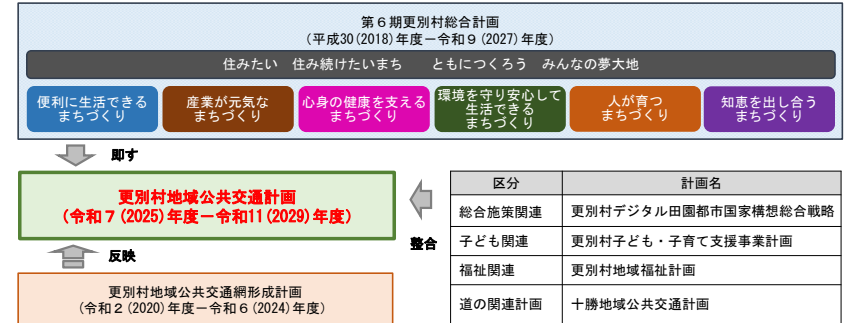 第６期更別村総合計画
（平成30(2018)年度－令和９(2027)年度）
住みたい　住み続けたいまち　　ともにつくろう　みんなの夢大地
便利に生活できる
まちづくり
産業が元気な
まちづくり
心身の健康を支える
まちづくり
環境を守り安心して
生活できる
まちづくり
人が育つ
まちづくり
知恵を出し合う
まちづくり
即す
更別村地域公共交通計画
（令和７(2025)年度－令和11(2029)年度）
反映
更別村地域公共交通網形成計画
（令和２(2020)年度－令和６(2024)年度）
整合
区分　計画名
総合施策関連　更別村デジタル田園都市国家構想総合戦略
子ども関連　更別村子ども・子育て支援事業計画
福祉関連　更別村地域福祉計画
道の関連計画　十勝地域公共交通計画